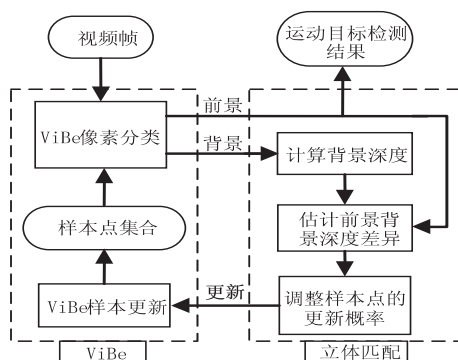 视频帧
运动目标检测
结果
前景
ViBe像素分类
背景
计算背景深度
样本点集合
估计前景背
景深度差异
更新
ViBe样本更新
调整样本点的
更新概率
ViBe
立体匹配